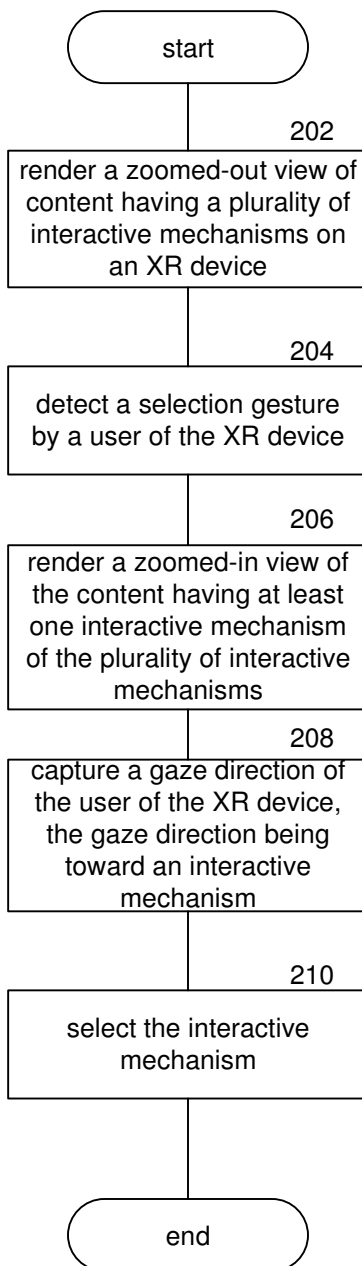 start
202
render a zoomed-out view of
content having a plurality of
interactive mechanisms on
an XR device
204
detect a selection gesture
by a user of the XR device
206
render a zoomed-in view of
the content having at least
one interactive mechanism
of the plurality of interactive
mechanisms
208
capture a gaze direction of
the user of the XR device,
the gaze direction being
toward an interactive
mechanism
210
select the interactive
mechanism
end